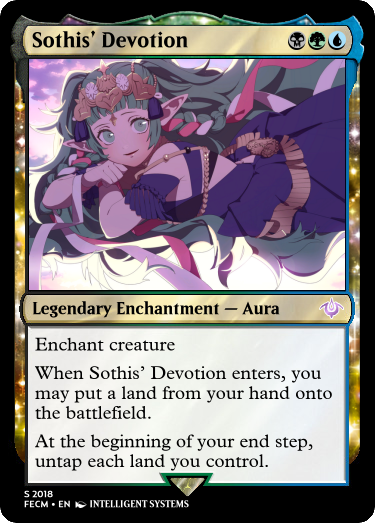 Sothis' Devotion
Legendary Enchantment — Aura
Enchant creature
When Sothis' Devotion enters, you
may put a land from your hand onto
the battlefield.
At the beginning of your end step,
untap each land you control.
S 2018
FECM • EN INTELLIGENT SYSTEMS